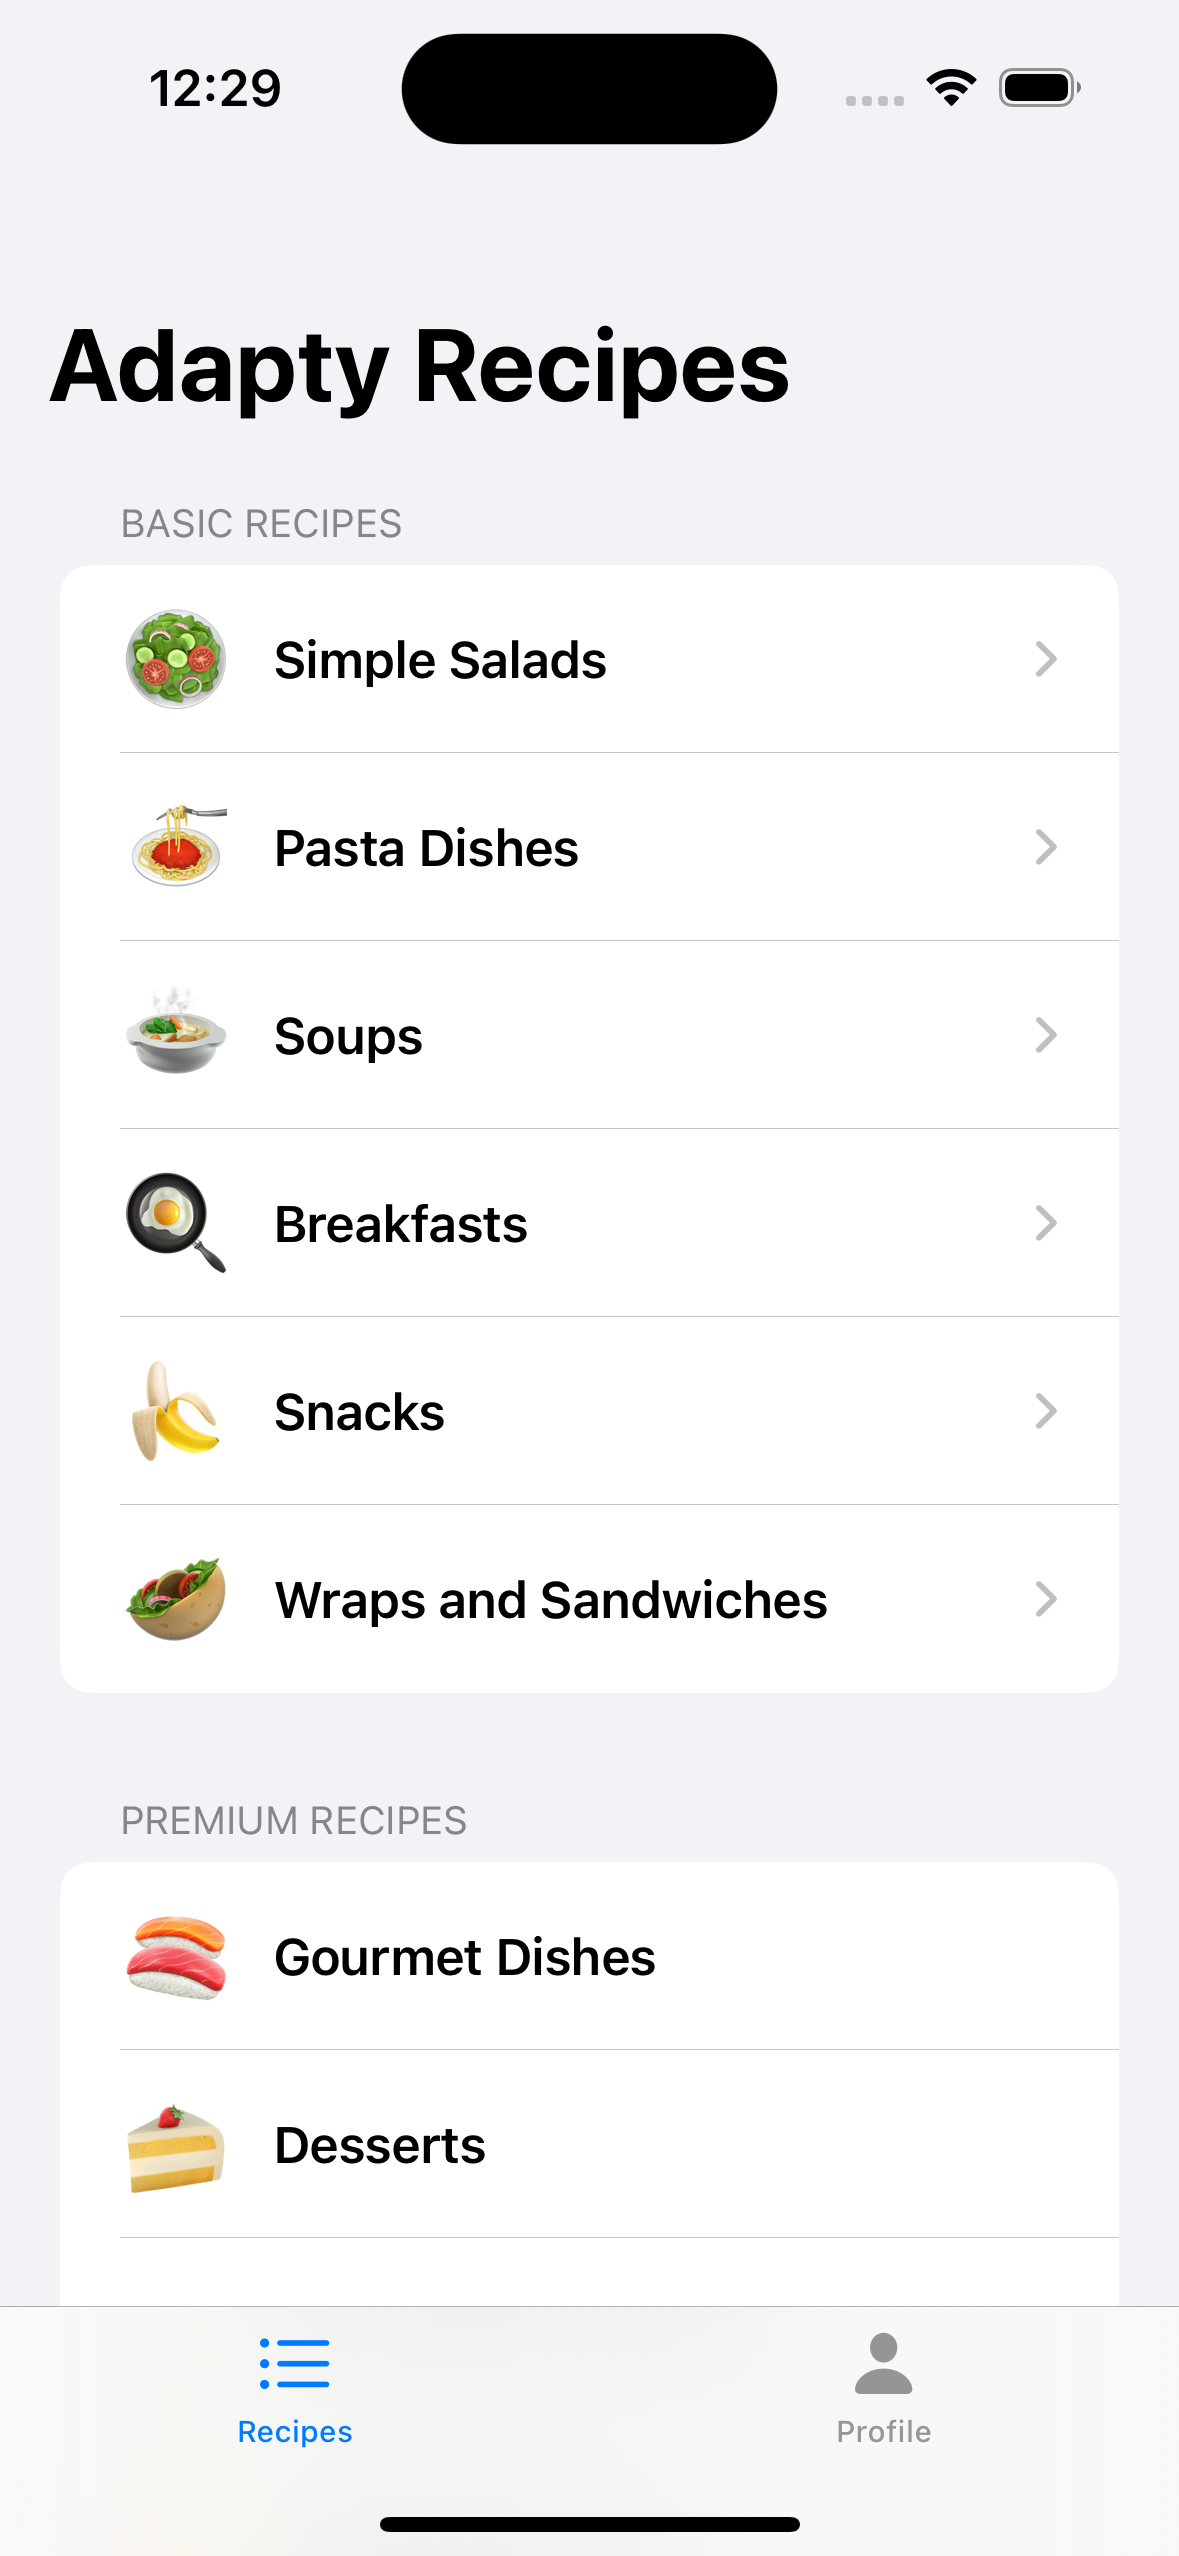 12:29
Adapty Recipes
BASIC RECIPES
Simple Salads
Pasta Dishes
Soups
Breakfasts
Snacks
Wraps and Sandwiches
PREMIUM RECIPES
Gourmet Dishes
Desserts
Recipes
Profile